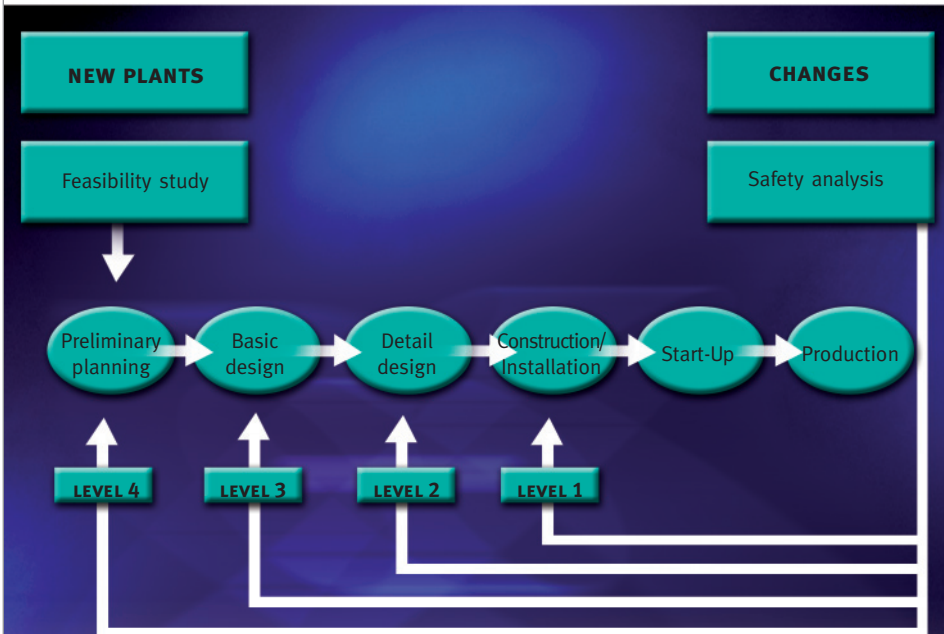 NEW PLANTS
CHANGES
Feasibility study
Safety analysis
Preliminary
planning
Basic
design
Detail
design
Construction/
Installation
Start-Up
Production
LEVEL 4
LEVEL 3
LEVEL 2
LEVEL 1